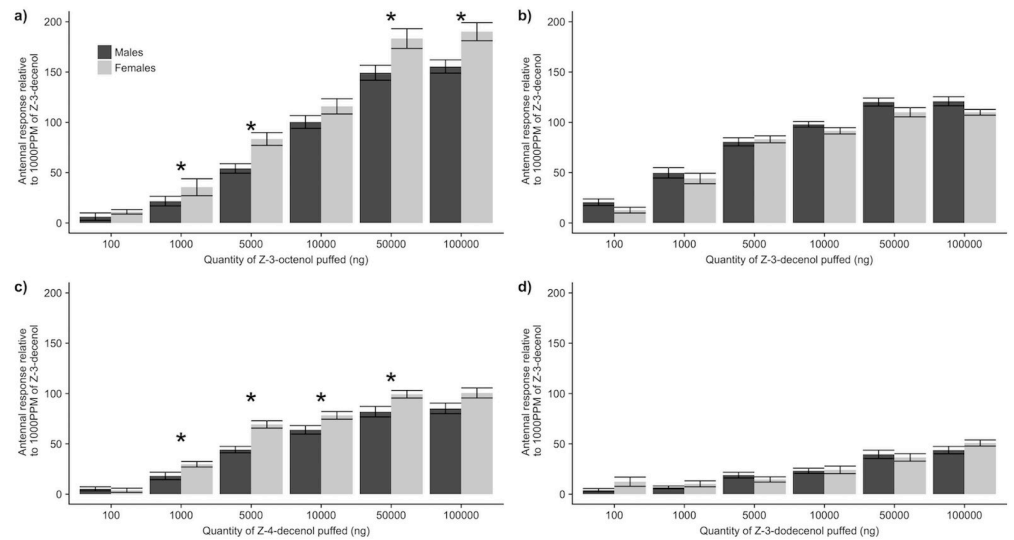 a)
Antennal response relative
to 1000PPM of Z-3-decenol
200
150
100
50
0
Males
Females
*
*
*
*
100 1000 5000 10000 50000 100000
Quantity of Z-3-octenol puffed (ng)
b)
Antennal response relative
to 1000PPM of Z-3-decenol
200
150
100
50
0
100 1000 5000 10000 50000 100000
Quantity of Z-3-decenol puffed (ng)
c)
Antennal response relative
to 1000PPM of Z-3-decenol
200
150
100
50
0
*
*
*
*
100 1000 5000 10000 50000 100000
Quantity of Z-4-decenol puffed (ng)
d)
Antennal response relative
to 1000PPM of Z-3-decenol
200
150
100
50
0
100 1000 5000 10000 50000 100000
Quantity of Z-3-dodecenol puffed (ng)